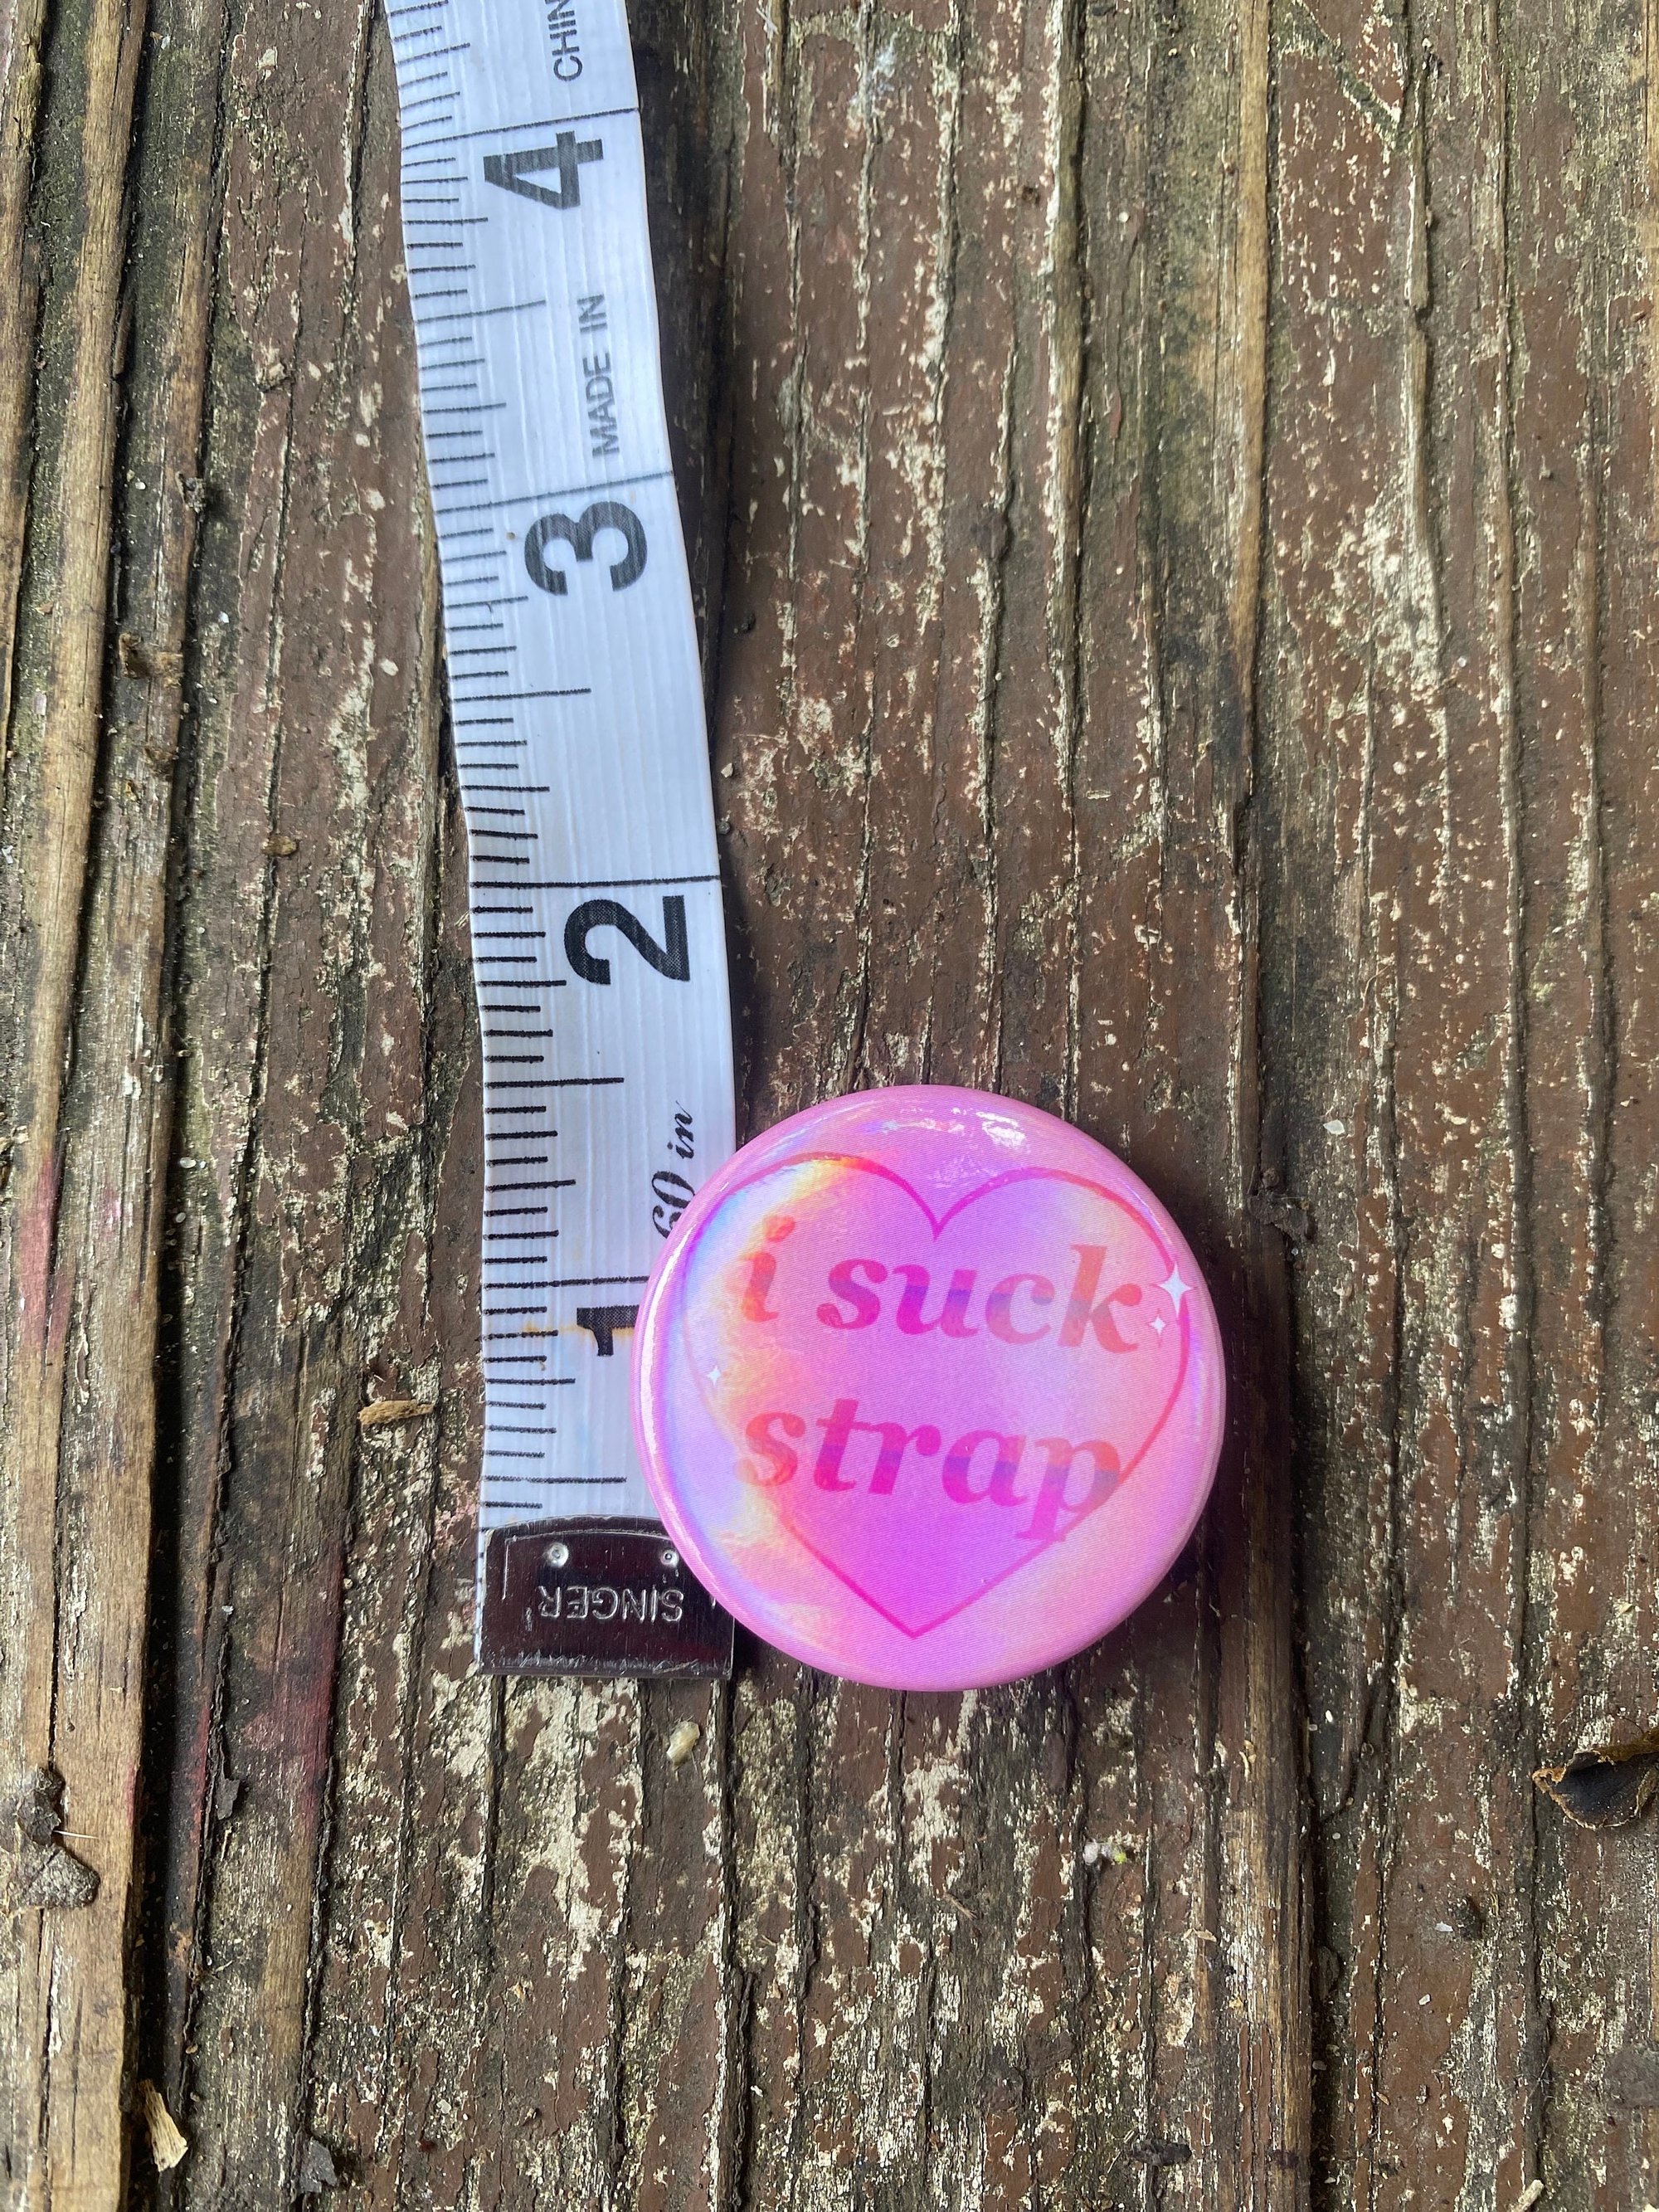 CHIN
4
MADE IN
3
2
60 in
1
SINGER
i suck
strap